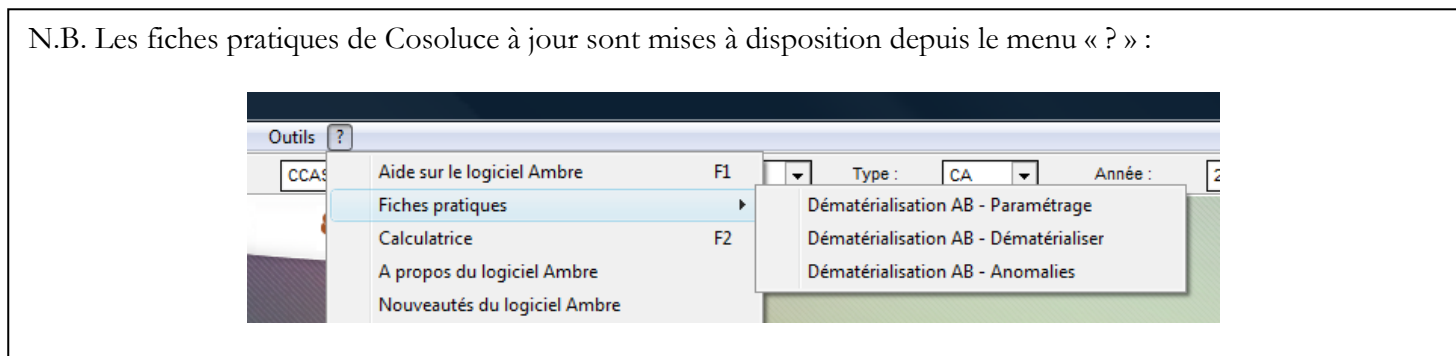 N.B. Les fiches pratiques de Cosoluce à jour sont mises à disposition depuis le menu « ? » :
Outils ?
CCAS Type : CA Année : 2
Aide sur le logiciel Ambre F1
Fiches pratiques
Dématérialisation AB - Paramétrage
Calculatrice F2
Dématérialisation AB - Dématérialiser
A propos du logiciel Ambre
Dématérialisation AB - Anomalies
Nouveautés du logiciel Ambre